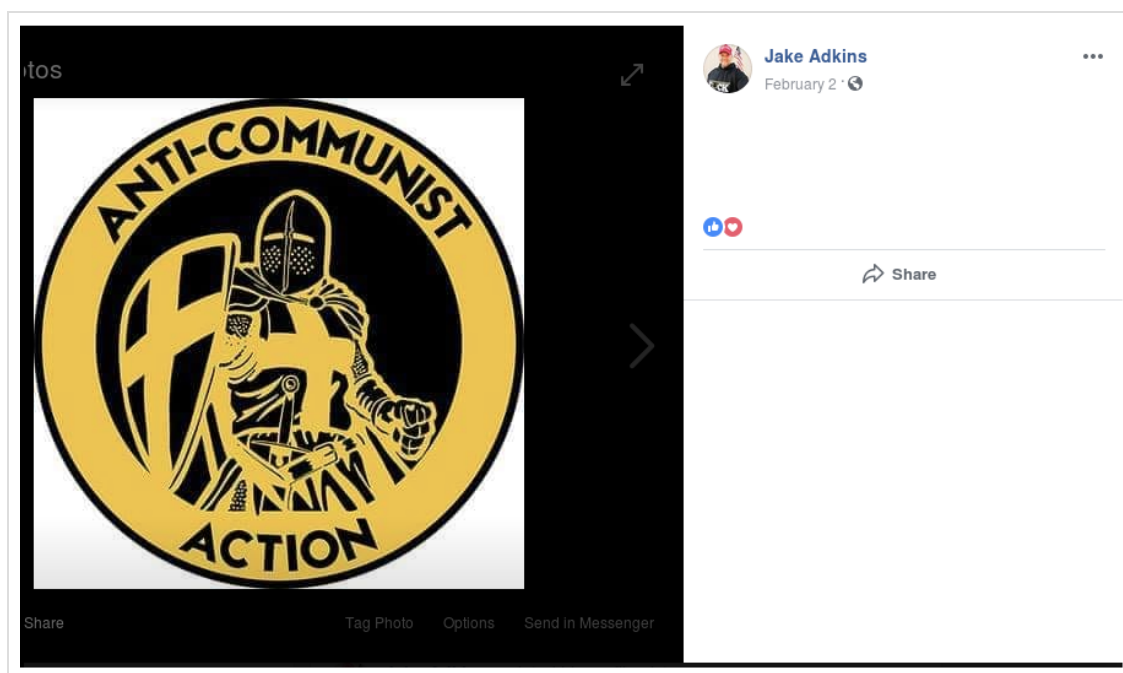 otos
ANTI-COMMUNIST
ACTION
Share
Tag Photo
Options
Send in Messenger
Jake Adkins
February 2 ·
Share